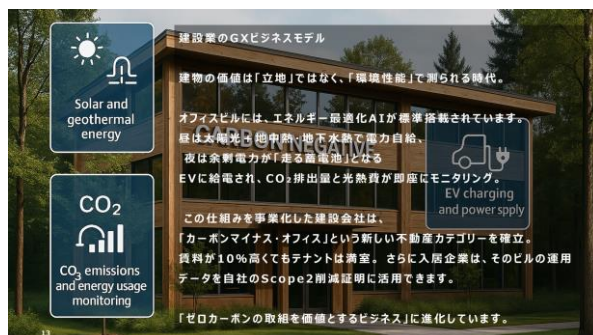 建設業のGXビジネスモデル
建物の価値は「立地」ではなく、「環境性能」で測られる時代。
オフィスビルには、エネルギー最適化AIが標準搭載されています。
昼は太陽光＋地中熱・地下水熱で電力自給、
夜は余剰電力が「走る蓄電池」となる
EVに給電され、CO₂排出量と光熱費が即座にモニタリング。
この仕組みを事業化した建設会社は、
「カーボンマイナス・オフィス」という新しい不動産カテゴリーを確立。
賃料が10%高くてもテナントは満室。 さらに入居企業は、そのビルの運用
データを自社のScope2削減証明に活用できます。
「ゼロカーボンの取組を価値とするビジネス」に進化しています。
Solar and
geothermal
energy
CO₂
CO₃ emissions
and energy usage
monitoring
CARBON NEGATIVE
EV charging
and power spply
13